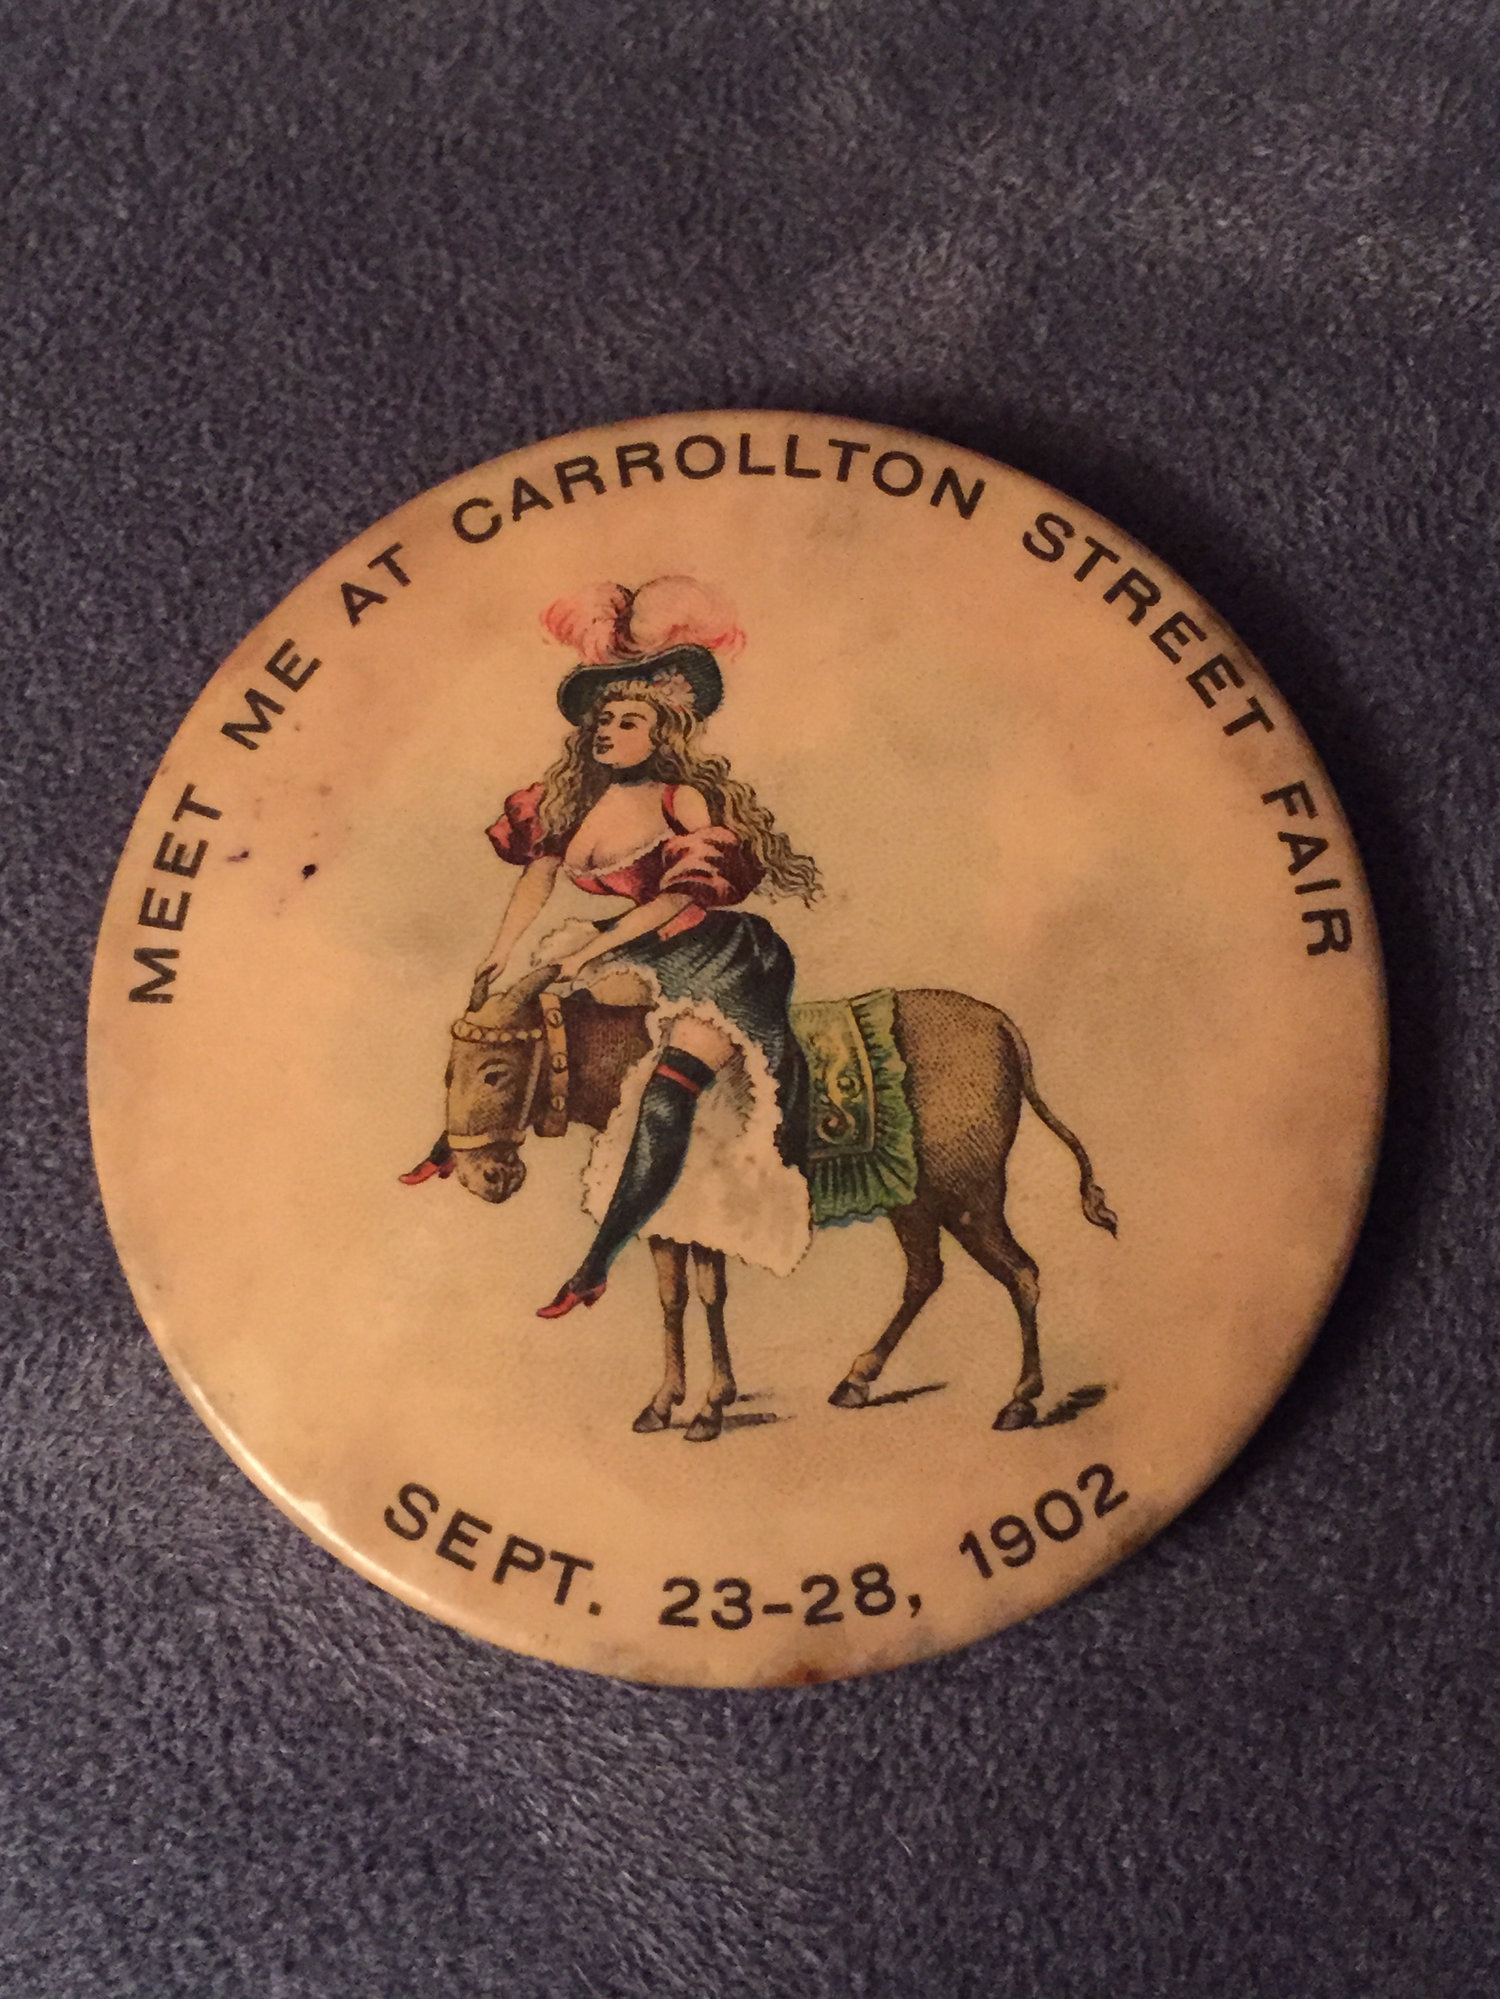 MEET ME AT CARROLLTON STREET FAIR
SEPT. 23-28, 1902